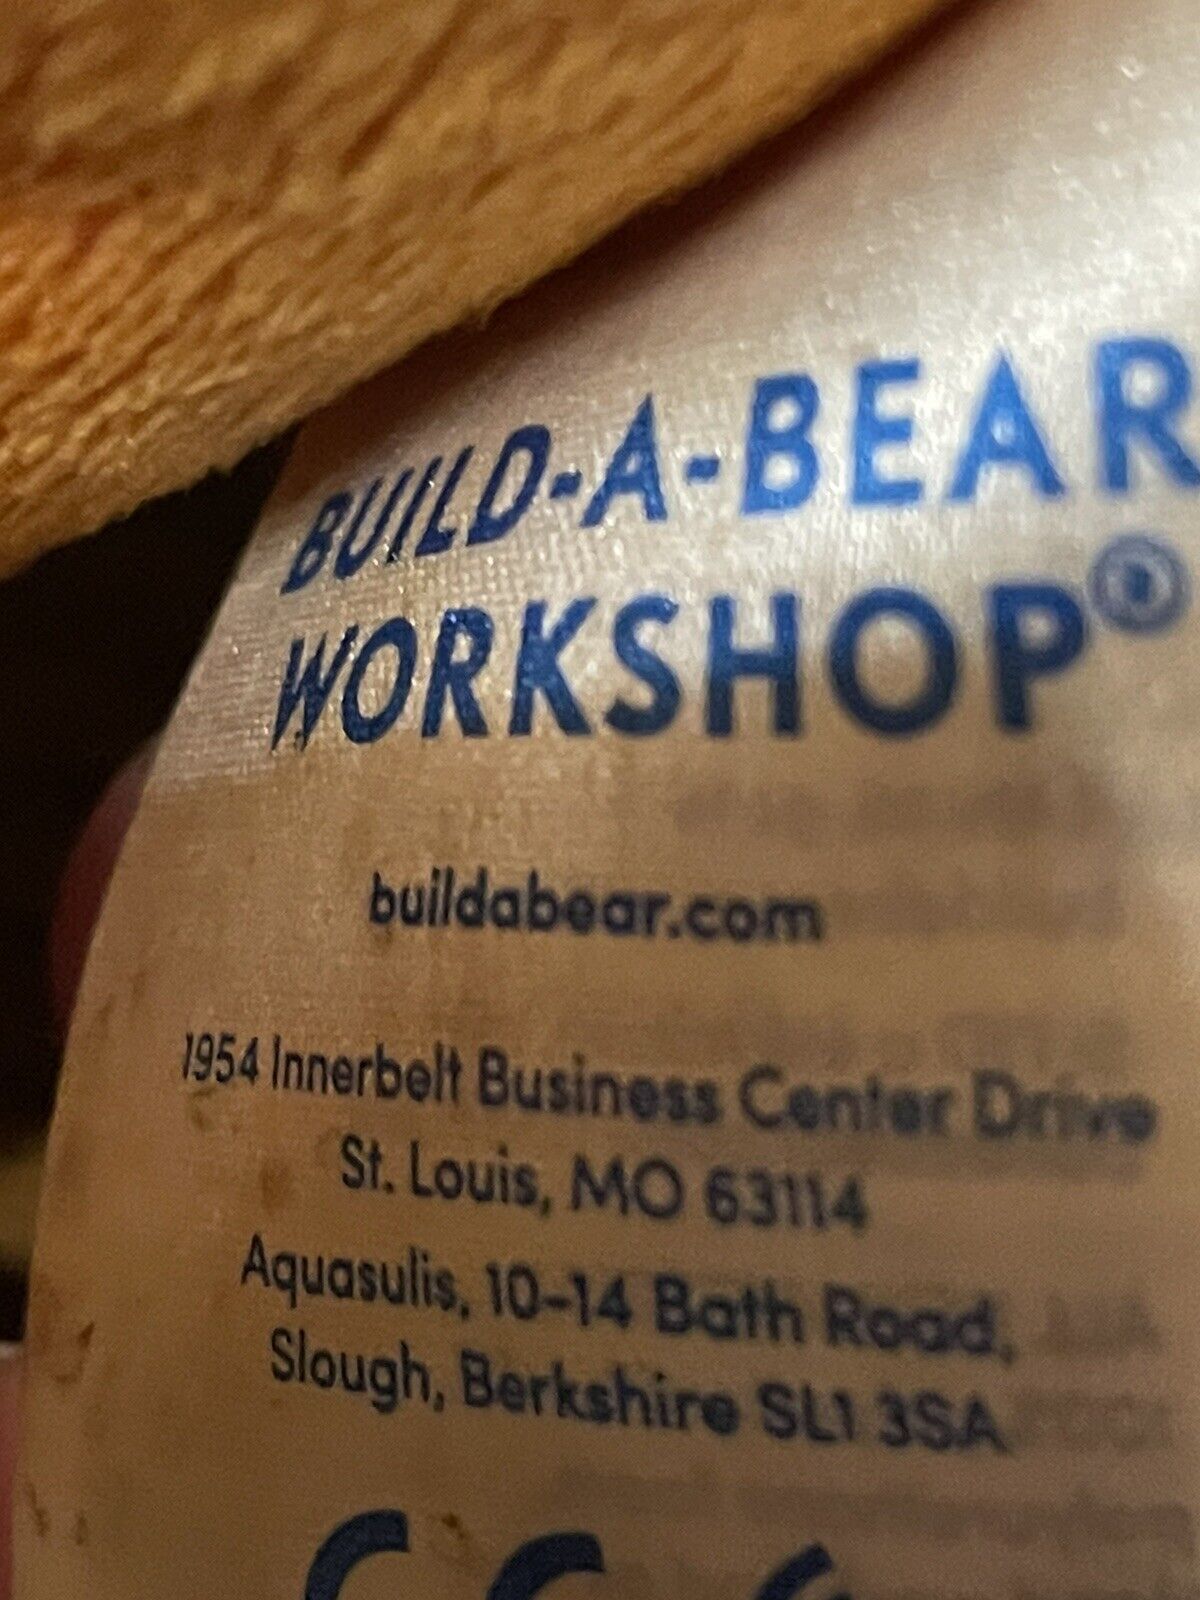 BUILD-A-BEAR
WORKSHOP®
buildabear.com
1954 Innerbelt Business Center Drive
St. Louis, MO 63114
Aquasulis, 10-14 Bath Road,
Slough, Berkshire SL1 3SA